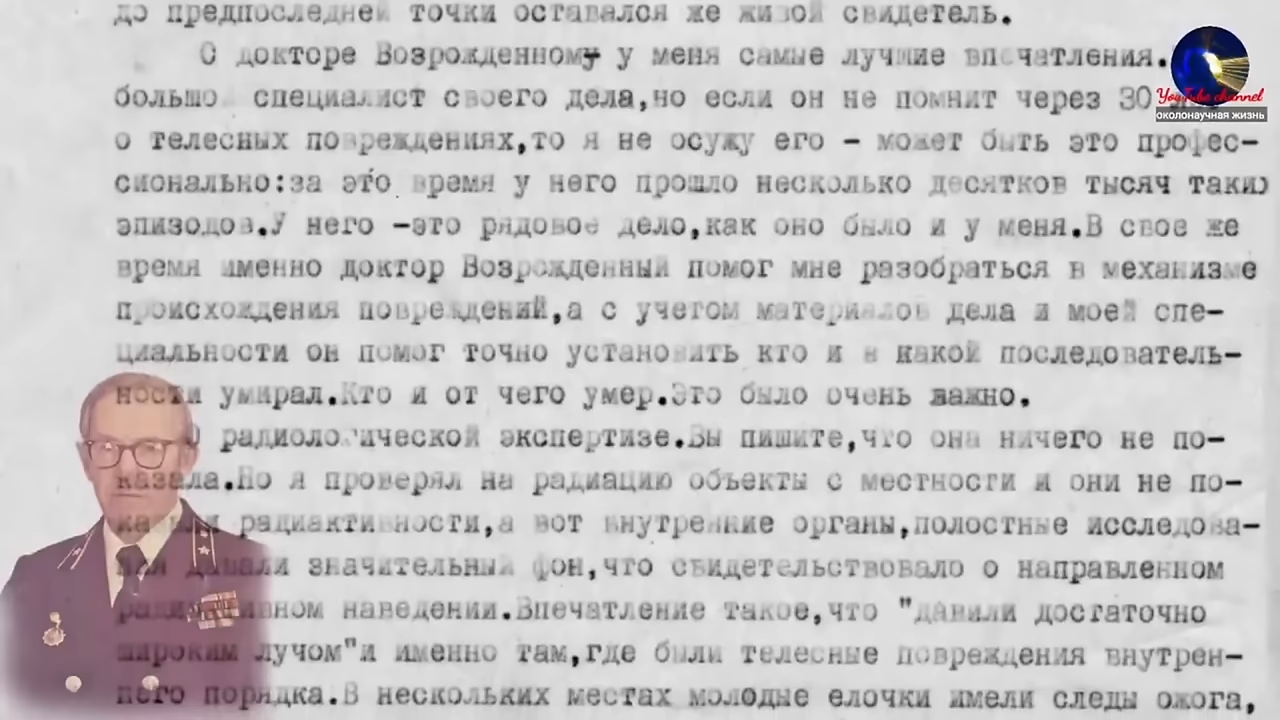 до предпоследней точки оставался же живой свидетель.
О докторе Возрожденному у меня самые лучшие впечатления.
большой специалист своего дела,но если он не помнит через 30
о телесных повреждениях,то я не осужу его - может быть это профес-
сионально:за это время у него прошло несколько десятков тысяч таких
эпизодов.У него -это рядовое дело,как оно было и у меня.В свое же
время именно доктор Возрожденный помог мне разобраться в механизме
происхождения повреждений,а с учетом материалов дела и моей спе-
циальности он помог точно установить кто и в какой последователь-
ности умирал.Кто и от чего умер.Это было очень важно.
О радиологической экспертизе.Вы пишите,что она ничего не по-
казала.Но я проверял на радиацию объекты с местности и они не по-
казали радиактивности,а вот внутренние органы,полостные исследова-
ния давали значительный фон,что свидетельствовало о направленном
радиактивном наведении.Впечатление такое,что "давили достаточно
широким лучом"и именно там,где были телесные повреждения внутрен-
него порядка.В нескольких местах молодые елочки имели следы ожога,
YouTube channel
околонаучная жизнь